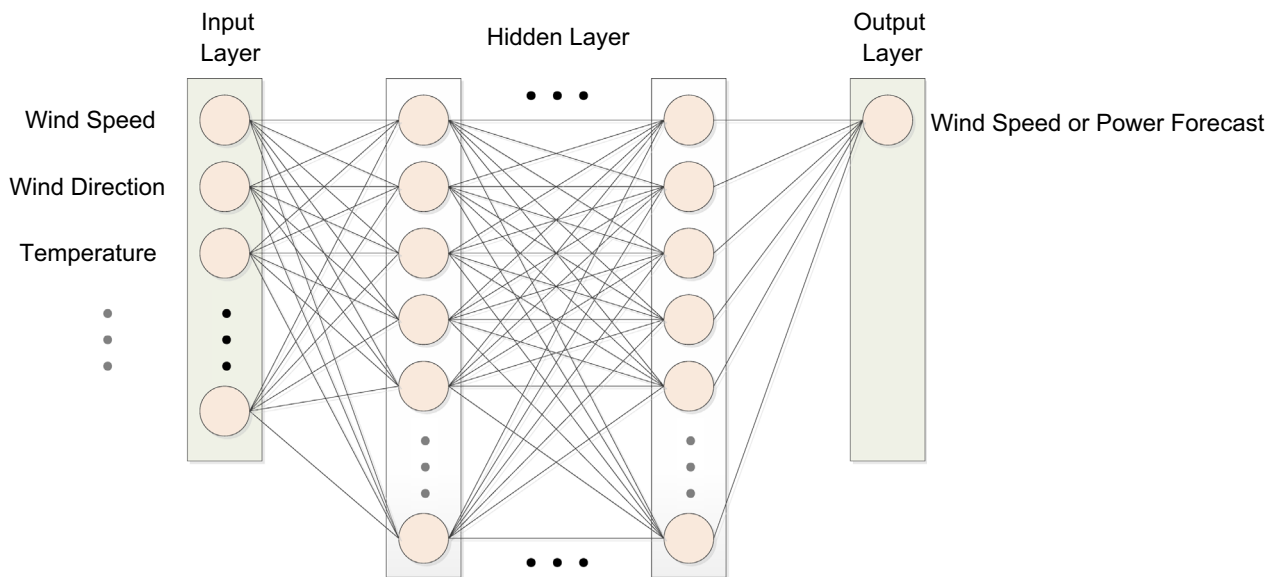 Input
Layer
Hidden Layer
Output
Layer
Wind Speed
Wind Speed or Power Forecast
Wind Direction
Temperature